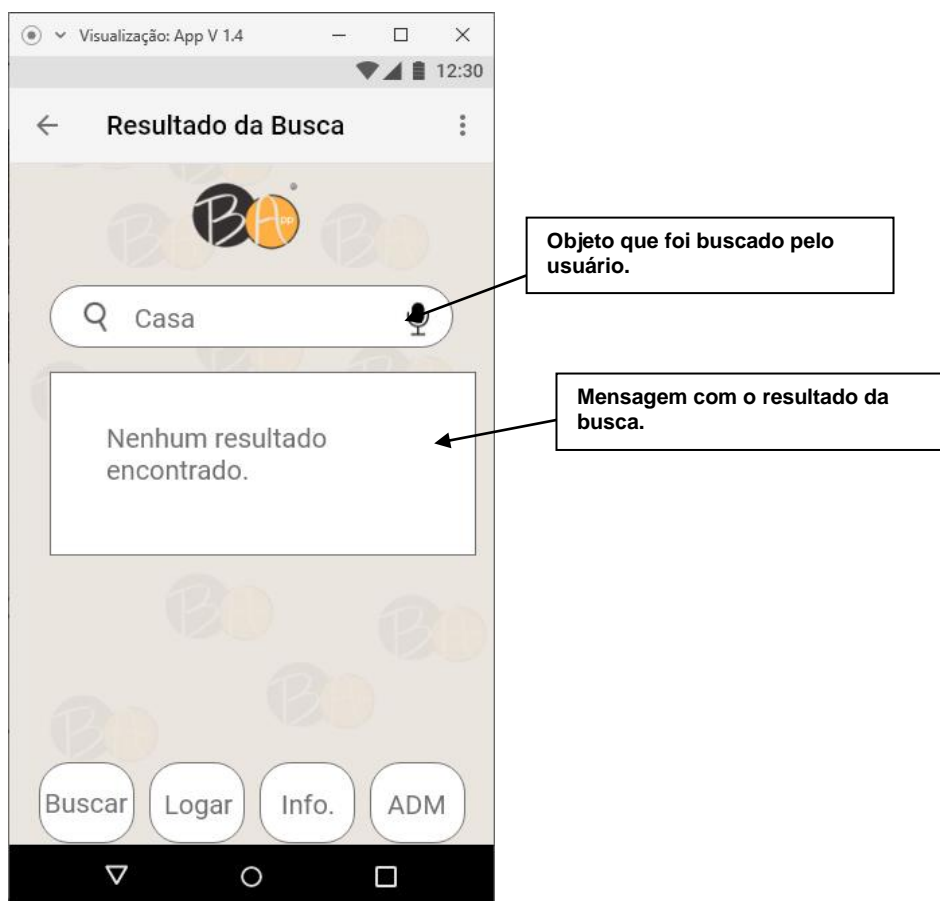 Visualização: App V 1.4
12:30
Resultado da Busca
BApp
®
Objeto que foi buscado pelo
usuário.
Casa
Mensagem com o resultado da
busca.
Nenhum resultado
encontrado.
Buscar
Logar
Info.
ADM